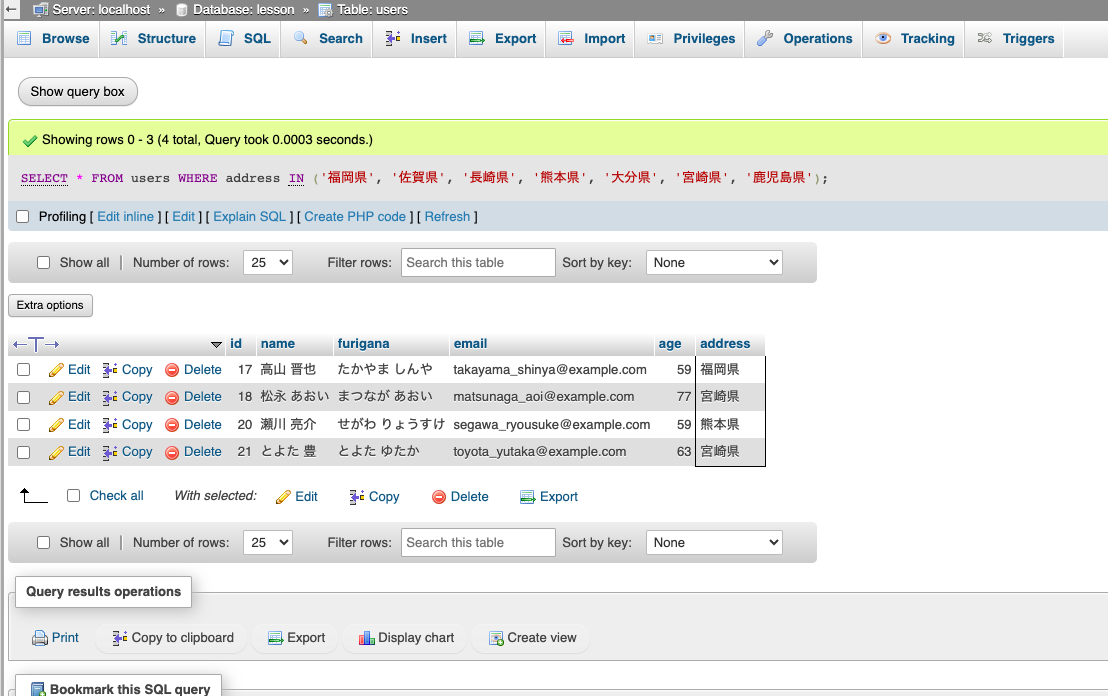 Server: localhost » Database: lesson » Table: users
Browse Structure SQL Search Insert Export Import Privileges Operations Tracking Triggers
Show query box
Showing rows 0 - 3 (4 total, Query took 0.0003 seconds.)
SELECT * FROM users WHERE address IN ('福岡県', '佐賀県', '長崎県', '熊本県', '大分県', '宮崎県', '鹿児島県');
Profiling [ Edit inline ] [ Edit ] [ Explain SQL ] [ Create PHP code ] [ Refresh ]
Show all | Number of rows: 25 Filter rows: Search this table Sort by key: None
Extra options
←T→ id name furigana email age address
Edit Copy Delete 17 高山 晋也 たかやま しんや takayama_shinya@example.com 59 福岡県
Edit Copy Delete 18 松永 あおい まつなが あおい matsunaga_aoi@example.com 77 宮崎県
Edit Copy Delete 20 瀬川 亮介 せがわ りょうすけ segawa_ryousuke@example.com 59 熊本県
Edit Copy Delete 21 とよた 豊 とよた ゆたか toyota_yutaka@example.com 63 宮崎県
Check all With selected: Edit Copy Delete Export
Show all | Number of rows: 25 Filter rows: Search this table Sort by key: None
Query results operations
Print Copy to clipboard Export Display chart Create view
Bookmark this SQL query